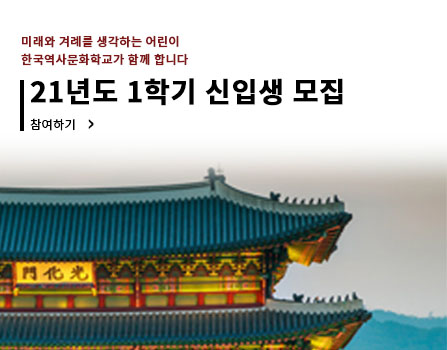 미래와 겨레를 생각하는 어린이
한국역사문화학교가 함께 합니다
21년도 1학기 신입생 모집
참여하기 >
門化光